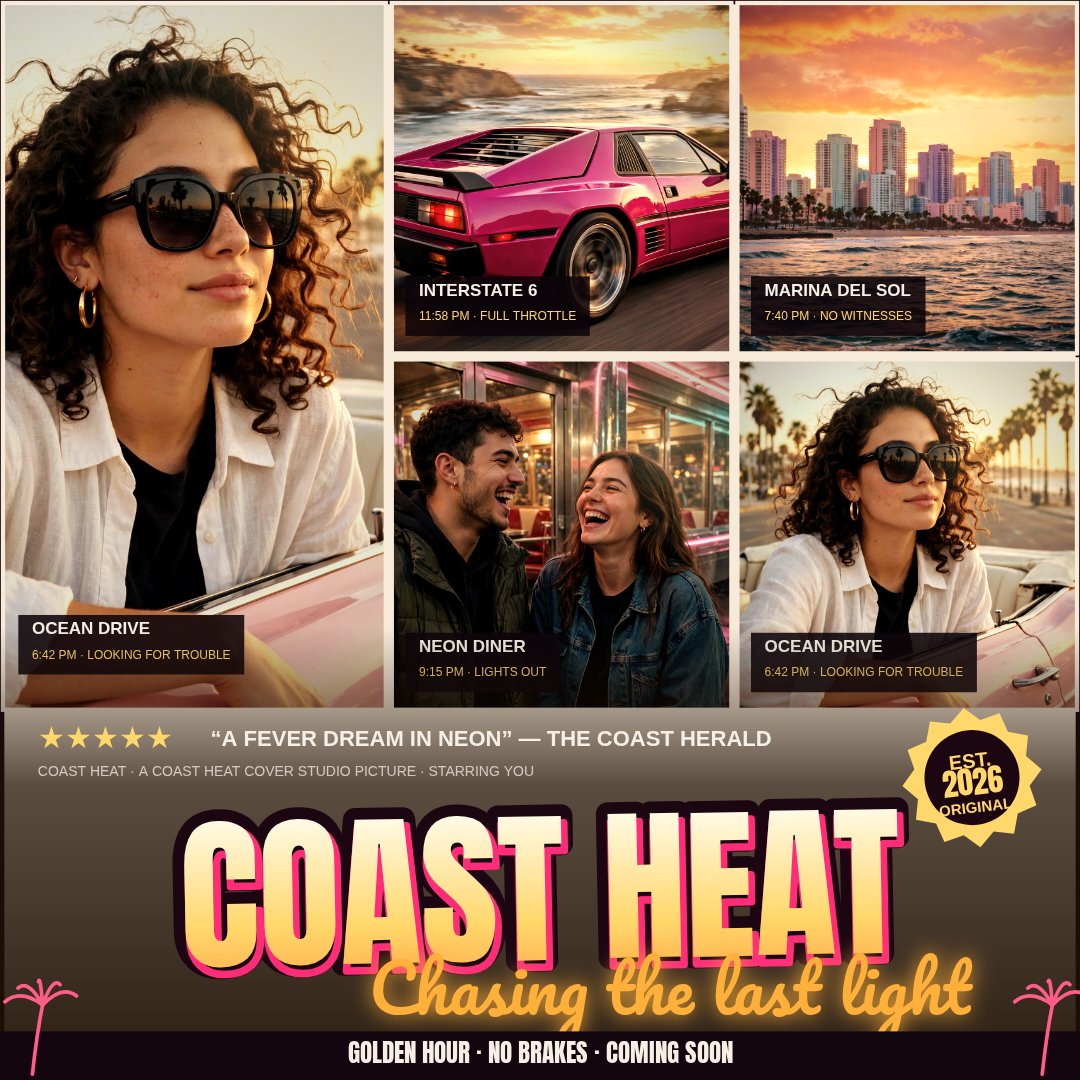 INTERSTATE 6
11:58 PM · FULL THROTTLE
MARINA DEL SOL
7:40 PM · NO WITNESSES
OCEAN DRIVE
6:42 PM · LOOKING FOR TROUBLE
NEON DINER
9:15 PM · LIGHTS OUT
OCEAN DRIVE
6:42 PM · LOOKING FOR TROUBLE
★★★★★ “A FEVER DREAM IN NEON” — THE COAST HERALD
COAST HEAT · A COAST HEAT COVER STUDIO PICTURE · STARRING YOU
EST.
2026
ORIGINAL
COAST HEAT
Chasing the last light
GOLDEN HOUR · NO BRAKES · COMING SOON